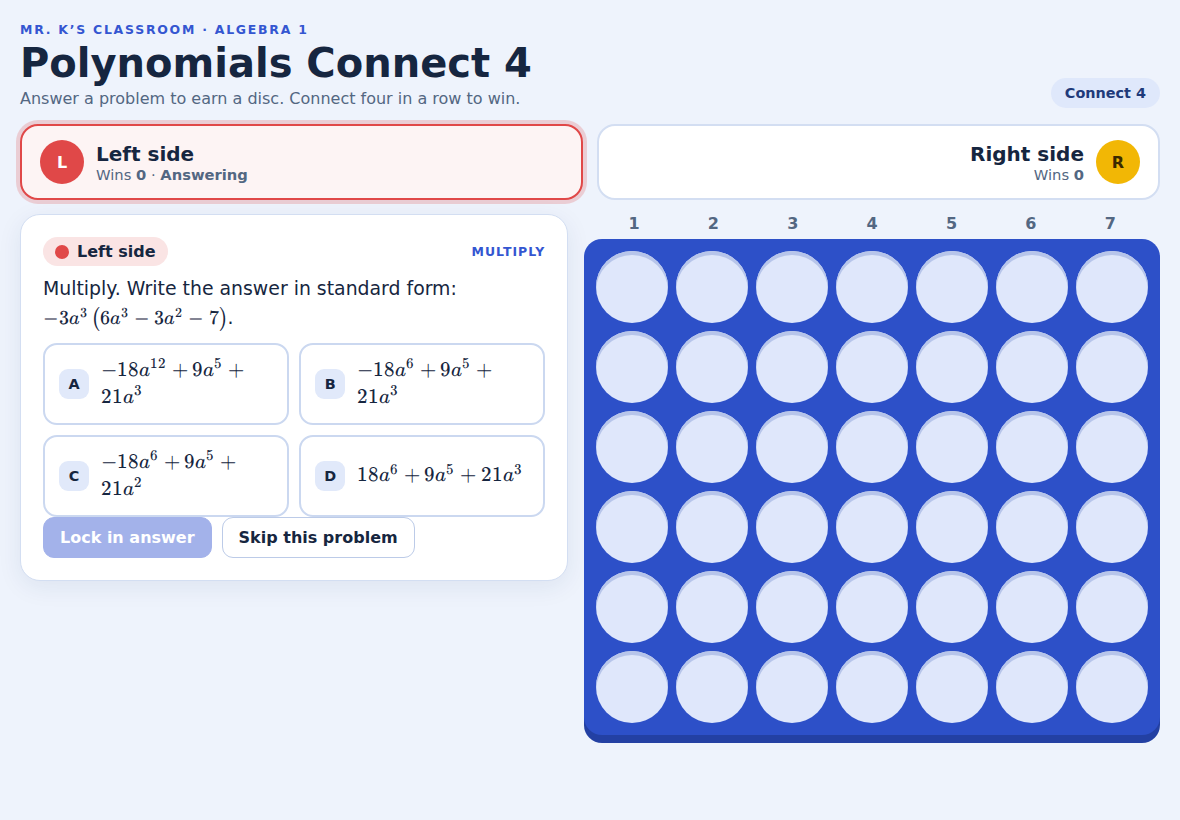 MR. K’S CLASSROOM · ALGEBRA 1
Polynomials Connect 4
Answer a problem to earn a disc. Connect four in a row to win.
Connect 4
L
Left side
Wins 0 · Answering
Right side
Wins 0
R
Left side
MULTIPLY
Multiply. Write the answer in standard form:
−3a³ (6a³ − 3a² − 7).
A
−18a¹² + 9a⁵ +
21a³
B
−18a⁶ + 9a⁵ +
21a³
C
−18a⁶ + 9a⁵ +
21a²
D
18a⁶ + 9a⁵ + 21a³
Lock in answer
Skip this problem
1 2 3 4 5 6 7